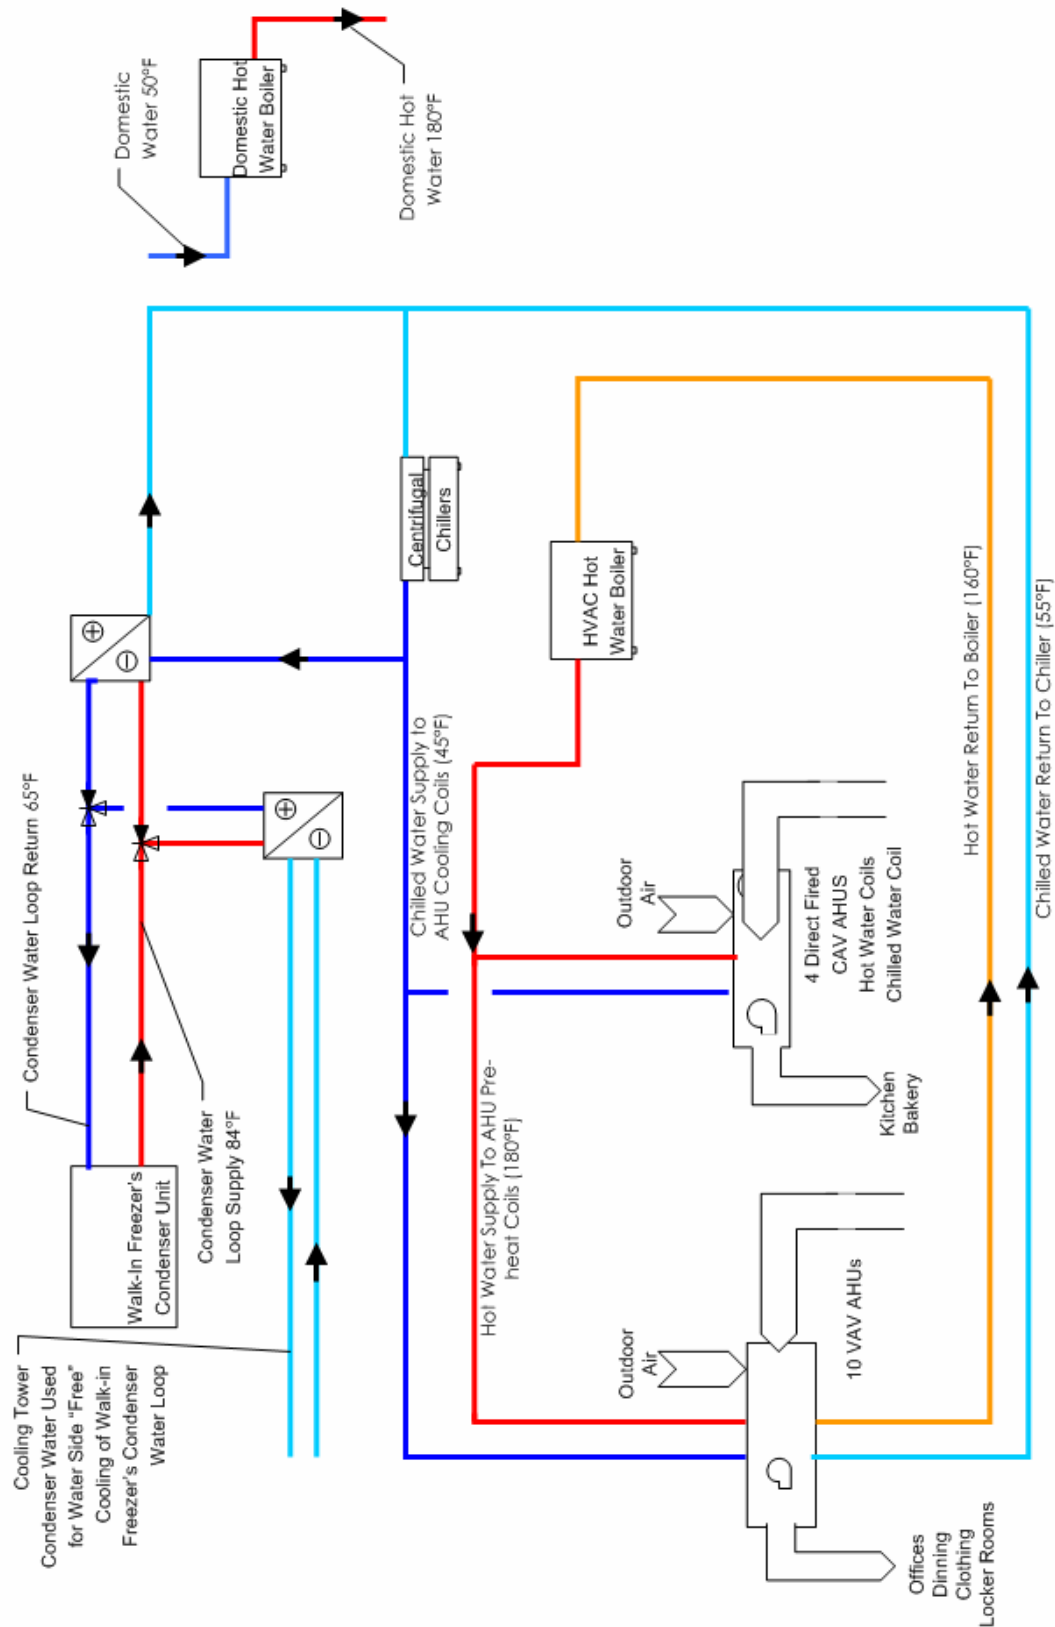 Cooling Tower
Condenser Water Used
for Water Side "Free"
Cooling of Walk-in
Freezer's Condenser
Water Loop
Walk-In Freezer's
Condenser Unit
Condenser Water Loop Return 65°F
Condenser Water
Loop Supply 84°F
Domestic
Water 50°F
Domestic Hot
Water Boiler
Domestic Hot
Water 180°F
Chilled Water Supply to
AHU Cooling Coils (45°F)
Centrifugal
Chillers
Hot Water Supply To AHU Pre-
heat Coils (180°F)
HVAC Hot
Water Boiler
Outdoor
Air
10 VAV AHUs
Offices
Dinning
Clothing
Locker Rooms
Outdoor
Air
4 Direct Fired
CAV AHUS
Hot Water Coils
Chilled Water Coil
Kitchen
Bakery
Hot Water Return To Boiler (160°F)
Chilled Water Return To Chiller (55°F)